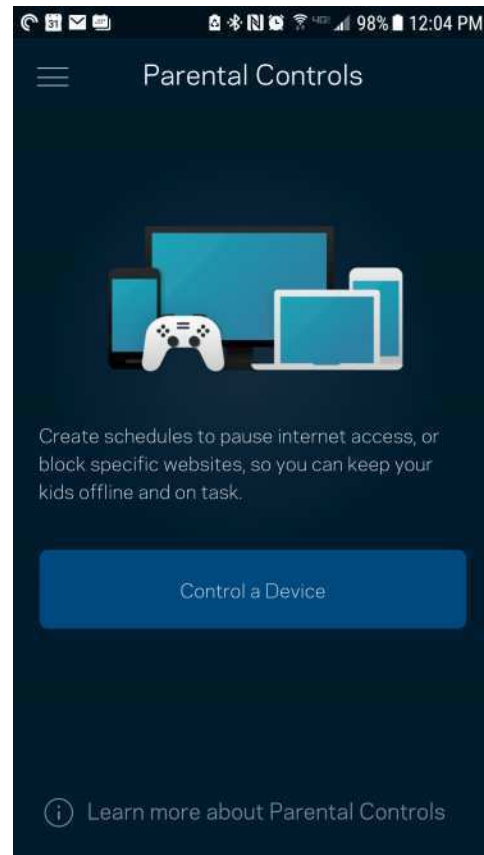 31 98% 12:04 PM
Parental Controls
Create schedules to pause internet access, or
block specific websites, so you can keep your
kids offline and on task.
Control a Device
Learn more about Parental Controls